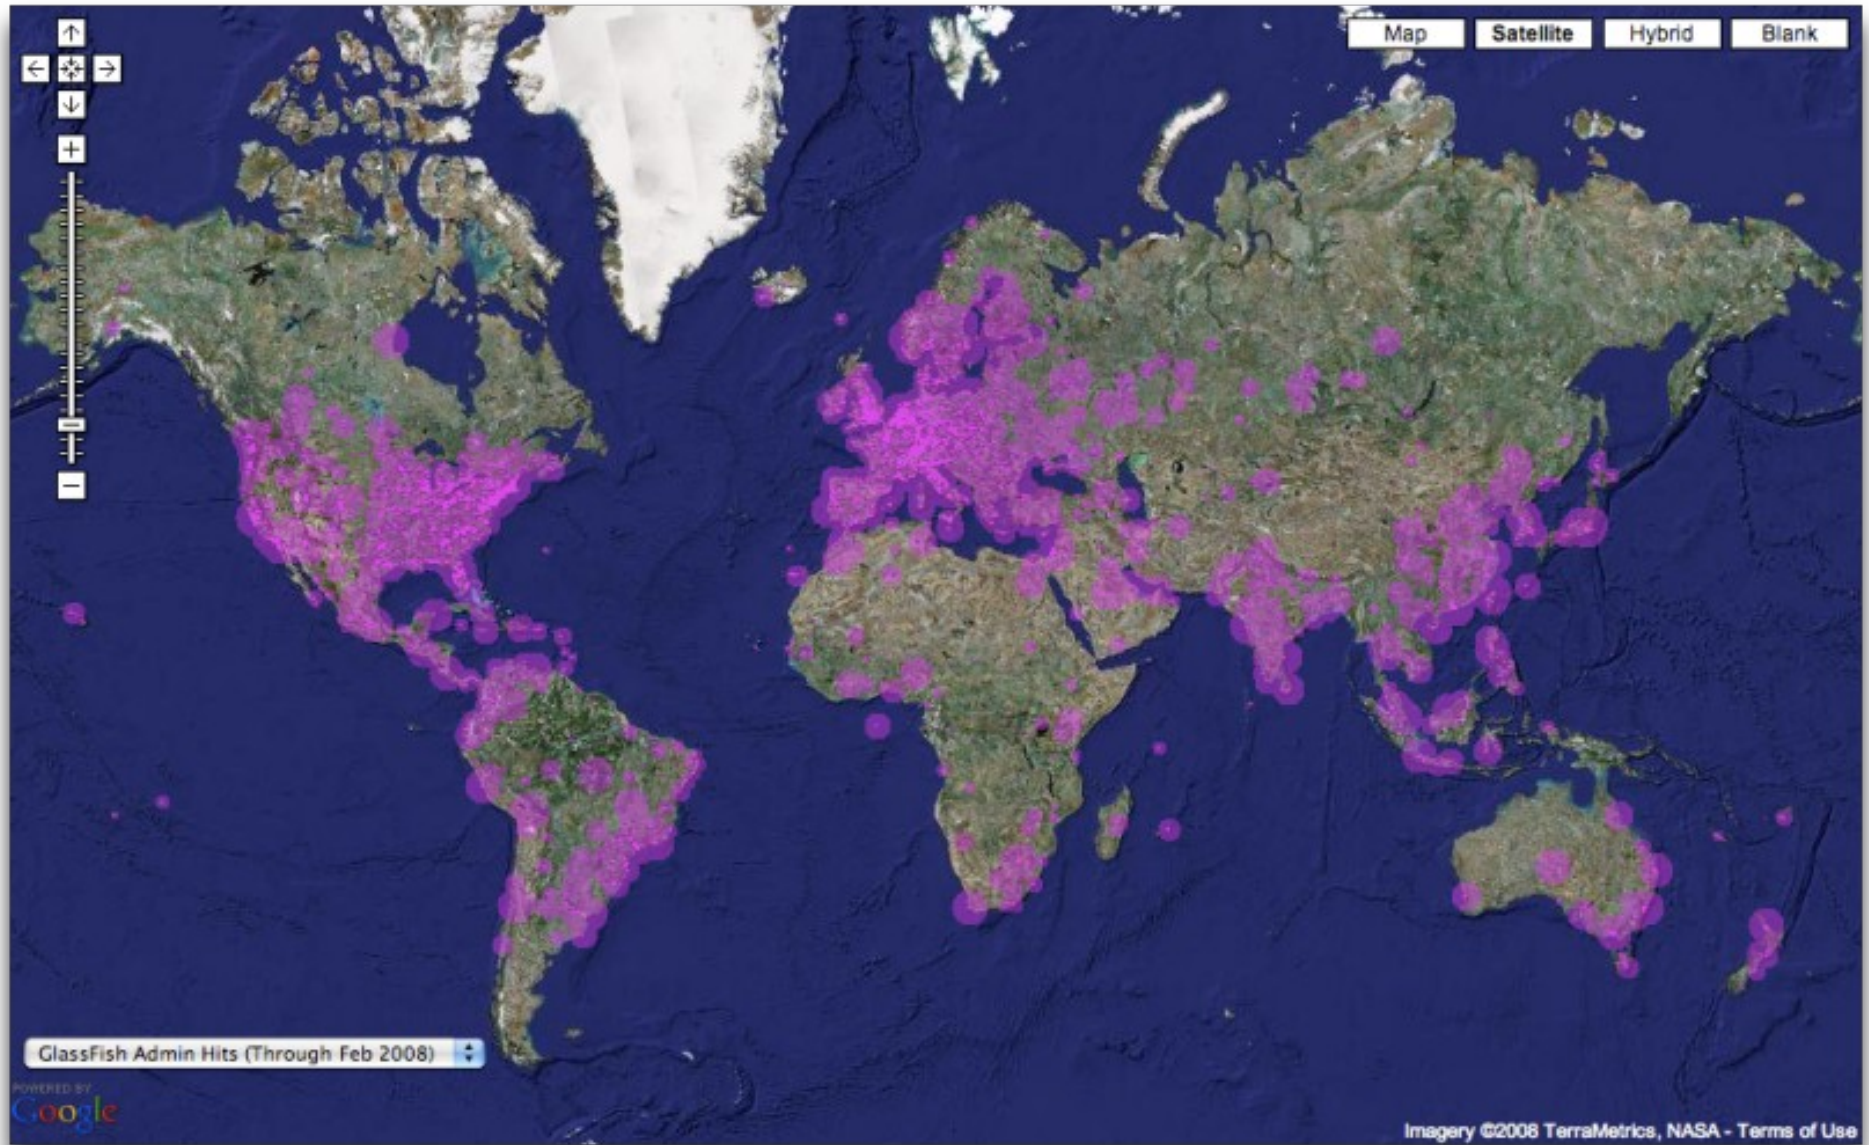 Map
Satellite
Hybrid
Blank
GlassFish Admin Hits (Through Feb 2008)
POWERED BY
Google
Imagery ©2008 TerraMetrics, NASA - Terms of Use